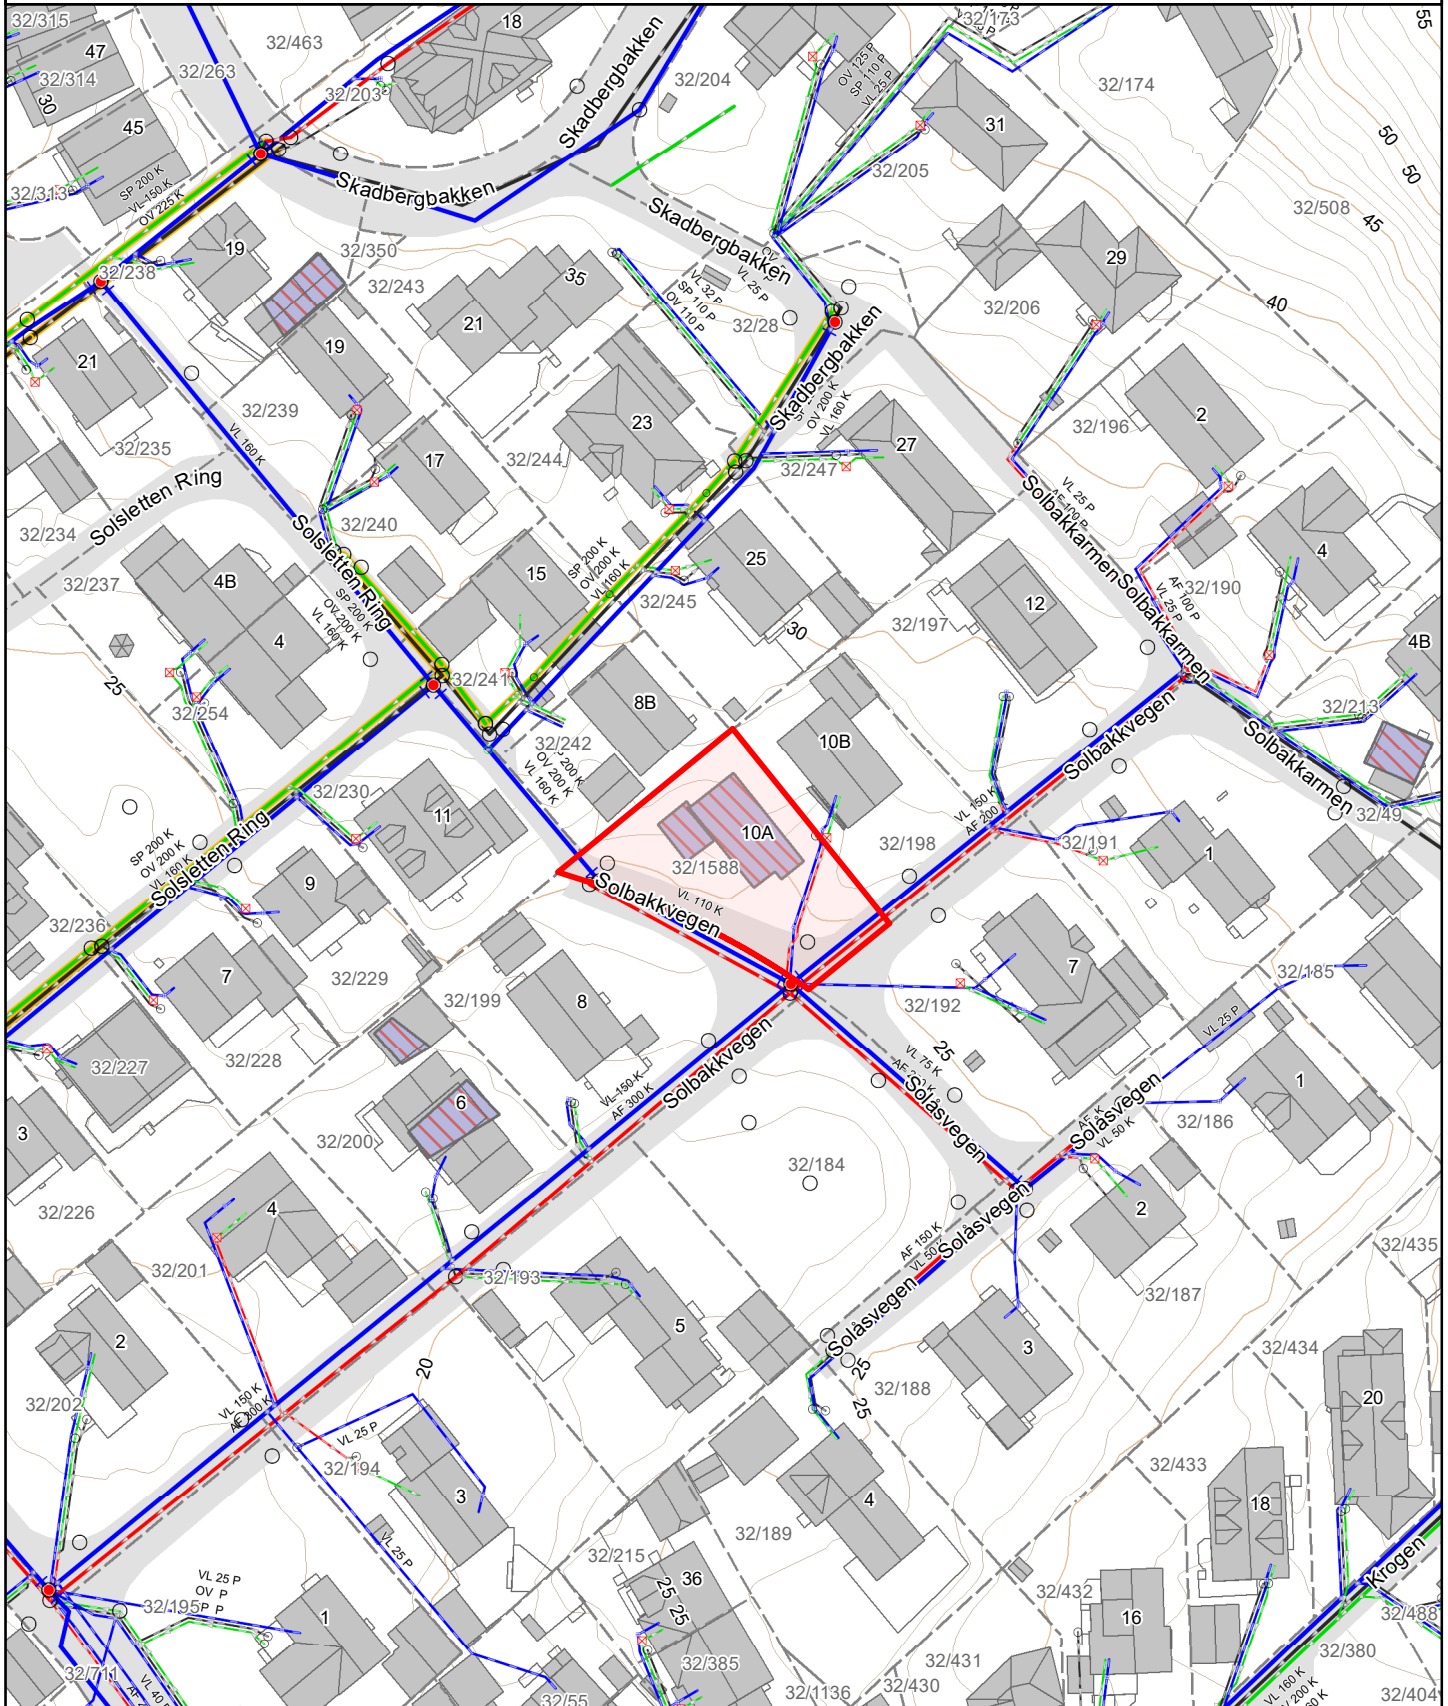 32/315
47
32/314
30
45
32/313
32/263
32/463
18
32/203
Skadbergbakken
32/204
OV 125 P
SP 110 P
VL 25 P
32/173
32/174
55
50
50
45
40
32/508
31
32/205
SP 200 K
VL 150 K
OV 225 K
Skadbergbakken
Skadbergbakken
19
32/238
32/350
32/243
35
21
VL 32 P
SP 110 P
OV 110 P
VL 25 P
32/28
Skadbergbakken
OV 200 K
VL 160 K
29
32/206
21
19
32/239
32/235
VL 160 K
17
32/244
23
27
32/247
32/196
2
Solsletten Ring
32/234
32/237
32/240
Solsletten Ring
SP 200 K
OV 200 K
VL 160 K
4B
4
15
SP 200 K
OV 200 K
VL 160 K
25
32/245
30
32/197
12
VL 25 P
AF 100 P
Solbakkarmen
AF 100 P
VL 25 P
32/190
4
4B
Solbakkarmen
25
32/254
32/241
32/242
OV 200 K
VL 160 K
8B
10B
10A
32/1588
VL 110 K
Solbakkvegen
32/198
VL 150 K
AF 200
Solbakkvegen
32/213
Solbakkarmen
32/49
32/191
1
32/230
11
9
SP 200 K
OV 200 K
VL 160 K
Solsletten Ring
32/236
7
32/229
32/199
8
32/192
7
32/185
VL 25 P
32/227
32/228
VL 150 K
AF 300 K
Solbakkvegen
VL 75 K
25
Solåsvegen
Solåsvegen
VL 50 K
1
32/186
3
6
32/200
32/184
2
32/226
4
32/201
AF 150 K
VL 50
Solåsvegen
Solåsvegen
32/187
32/435
32/193
5
2
20
3
32/434
25
25
32/188
20
32/202
VL 150 K
AF 300 K
VL 25 P
32/194
3
4
32/189
32/433
18
VL 25 P
32/215
36
25
25
VL 25 P
OV P
32/195
1
32/432
16
Krogen
32/488
32/380
32/711
VL 40
32/385
32/55
32/1136
32/431
32/430
VL 160 K
32/404